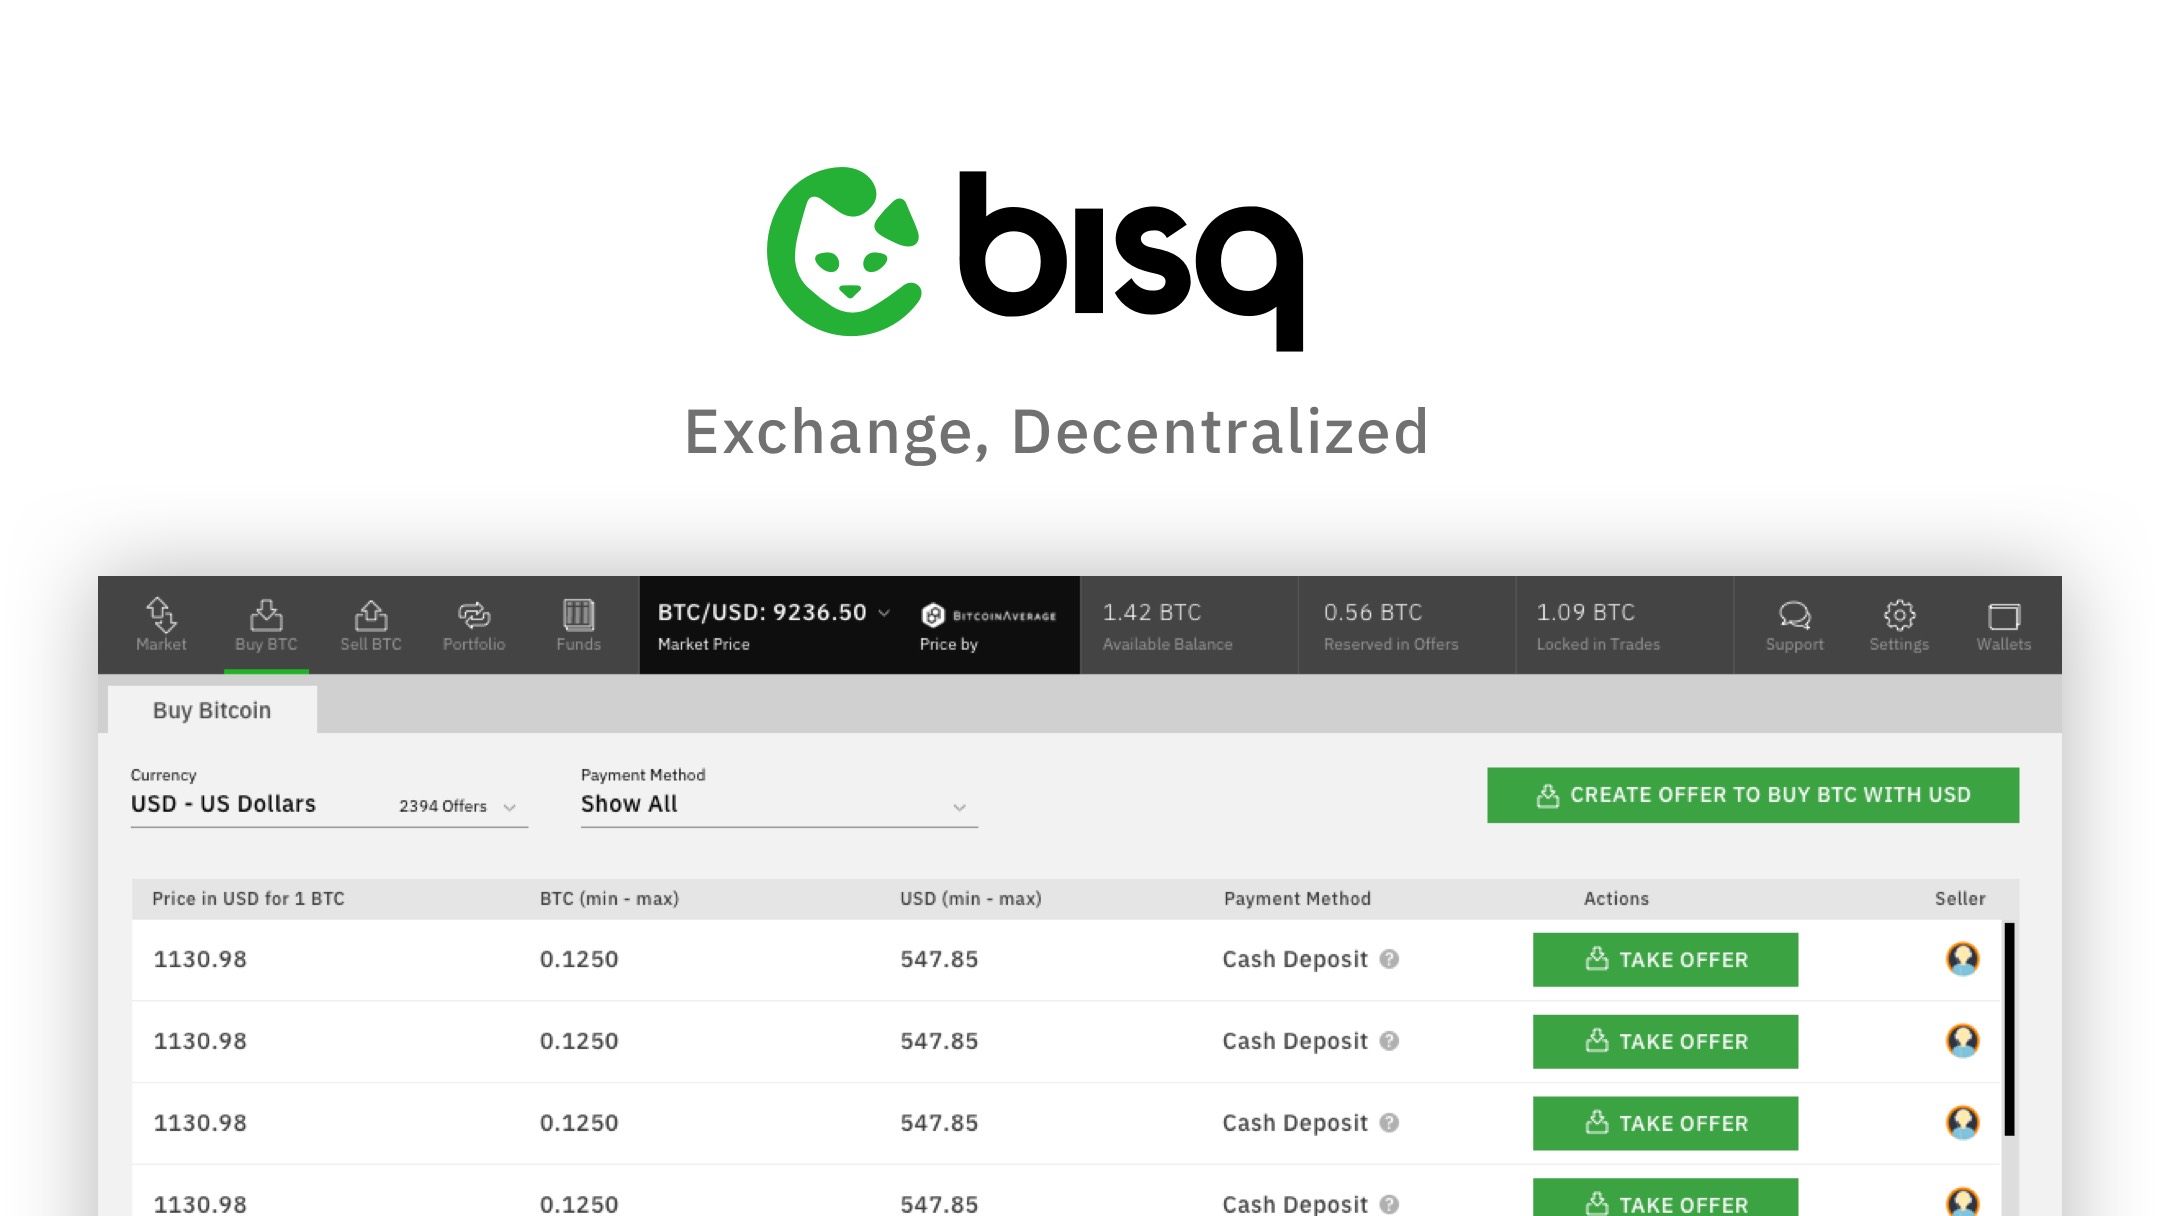 bisq
Exchange, Decentralized
Market Buy BTC Sell BTC Portfolio Funds
BTC/USD: 9236.50 BITCOINAVERAGE 1.42 BTC 0.56 BTC 1.09 BTC
Market Price Price by Available Balance Reserved in Offers Locked in Trades
Support Settings Wallets
Buy Bitcoin
Currency Payment Method
USD - US Dollars 2394 Offers Show All
CREATE OFFER TO BUY BTC WITH USD
Price in USD for 1 BTC BTC (min - max) USD (min - max) Payment Method Actions Seller
1130.98 0.1250 547.85 Cash Deposit ? TAKE OFFER
1130.98 0.1250 547.85 Cash Deposit ? TAKE OFFER
1130.98 0.1250 547.85 Cash Deposit ? TAKE OFFER
1130.98 0.1250 547.85 Cash Deposit ? TAKE OFFER